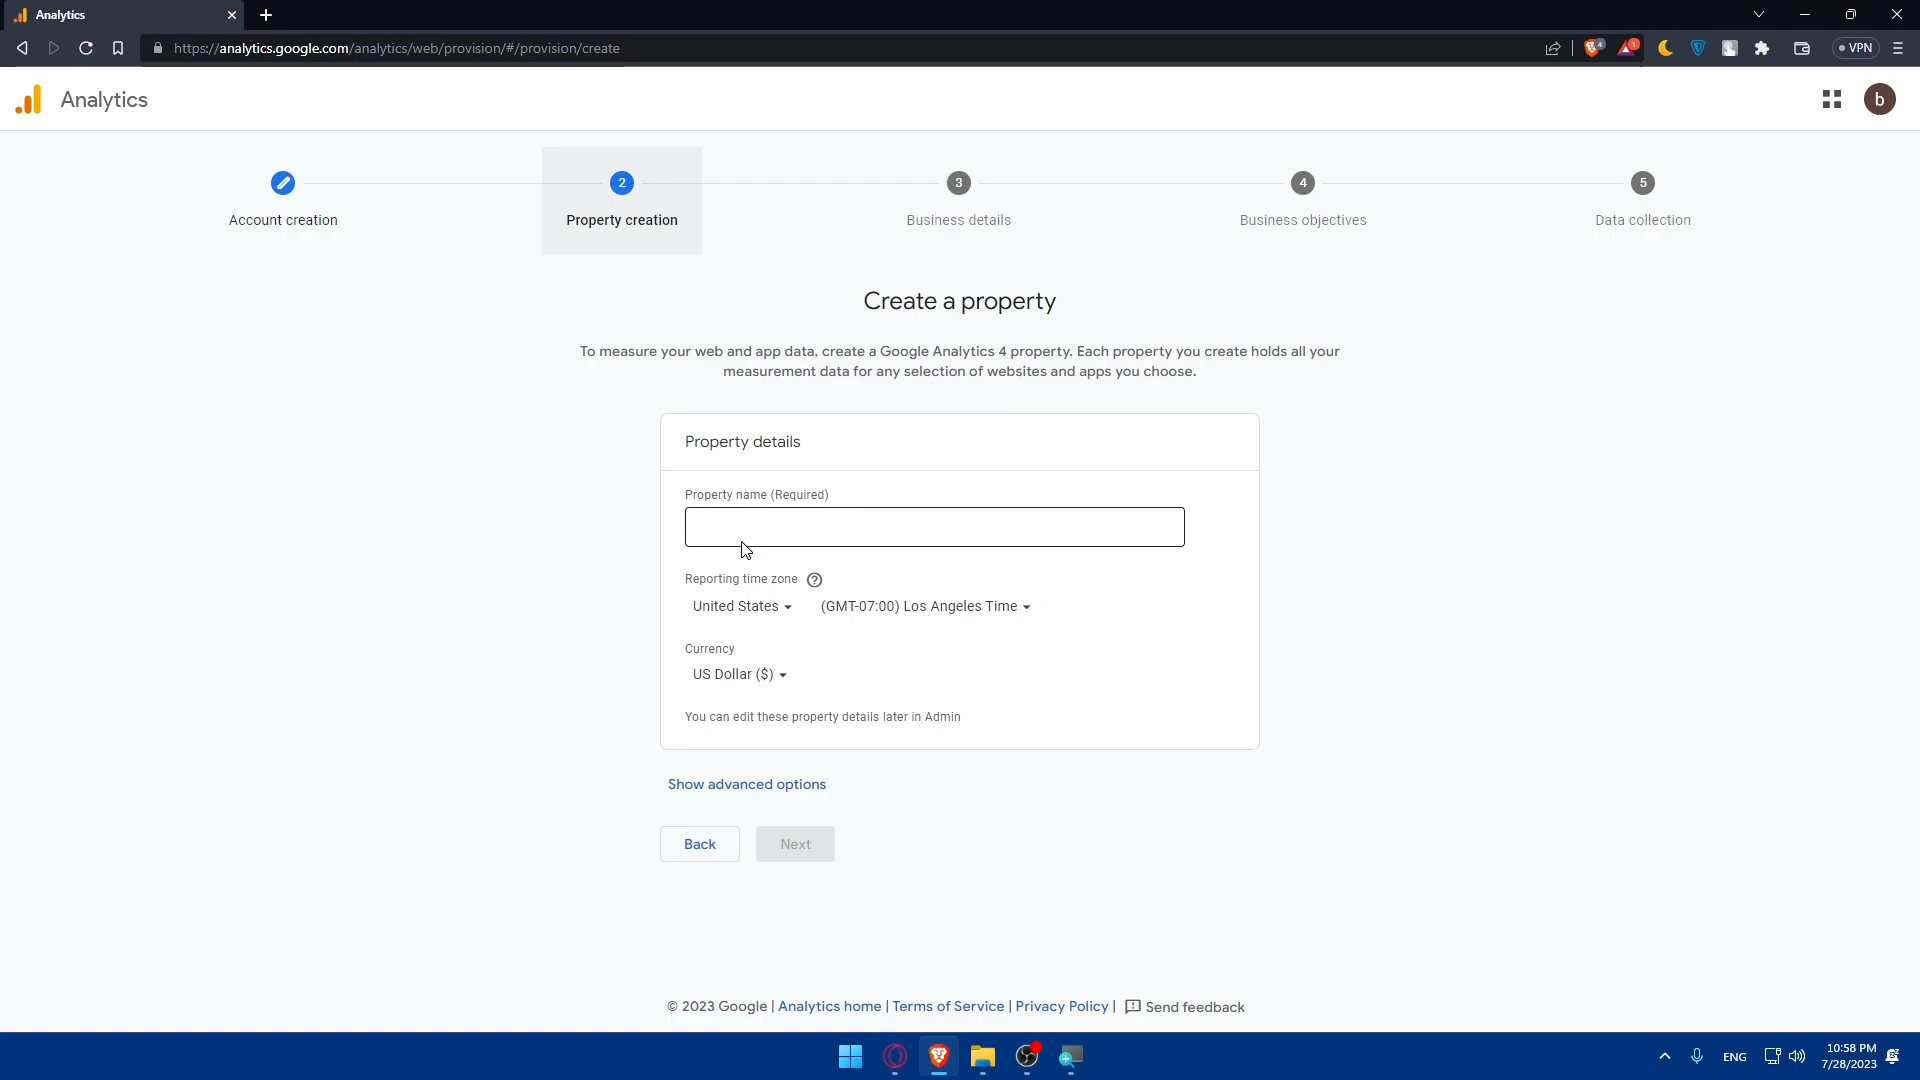 Analytics
https://analytics.google.com/analytics/web/provision/#/provision/create
4
1
VPN
Analytics
b
2
3
4
5
Account creation
Property creation
Business details
Business objectives
Data collection
Create a property
To measure your web and app data, create a Google Analytics 4 property. Each property you create holds all your
measurement data for any selection of websites and apps you choose.
Property details
Property name (Required)
Reporting time zone
United States
(GMT-07:00) Los Angeles Time
Currency
US Dollar ($)
You can edit these property details later in Admin
Show advanced options
Back
Next
© 2023 Google | Analytics home | Terms of Service | Privacy Policy | Send feedback
ENG
10:58 PM
7/28/2023